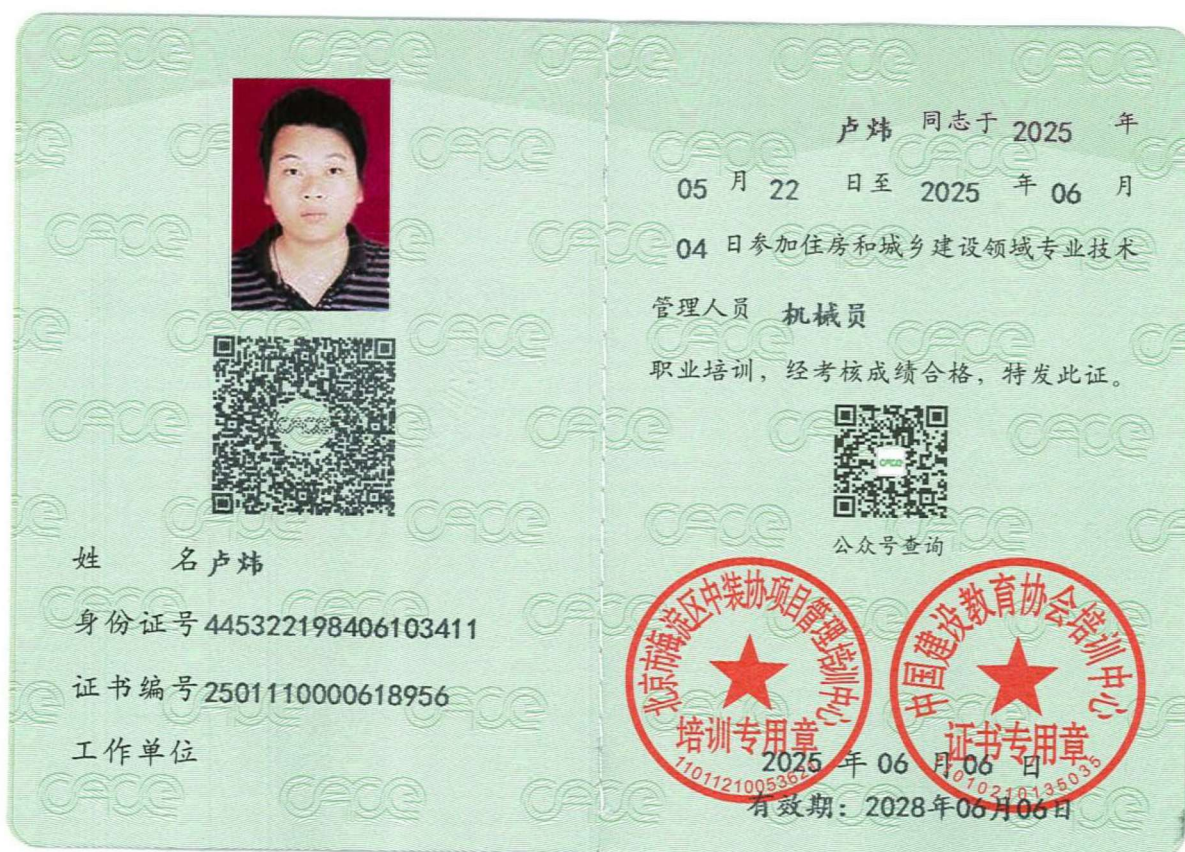 姓 名 卢炜
身份证号 445322198406103411
证书编号 2501110000618956
工作单位
卢炜 同志于 2025 年
05 月 22 日至 2025 年 06 月
04 日参加住房和城乡建设领域专业技术
管理人员 机械员
职业培训，经考核成绩合格，特发此证。
CACE
公众号查询
北京市海淀区中装协项目管理培训中心
培训专用章
中国建设教育协会培训中心
证书专用章
2025 年 06 月 06 日
有效期：2028年06月06日